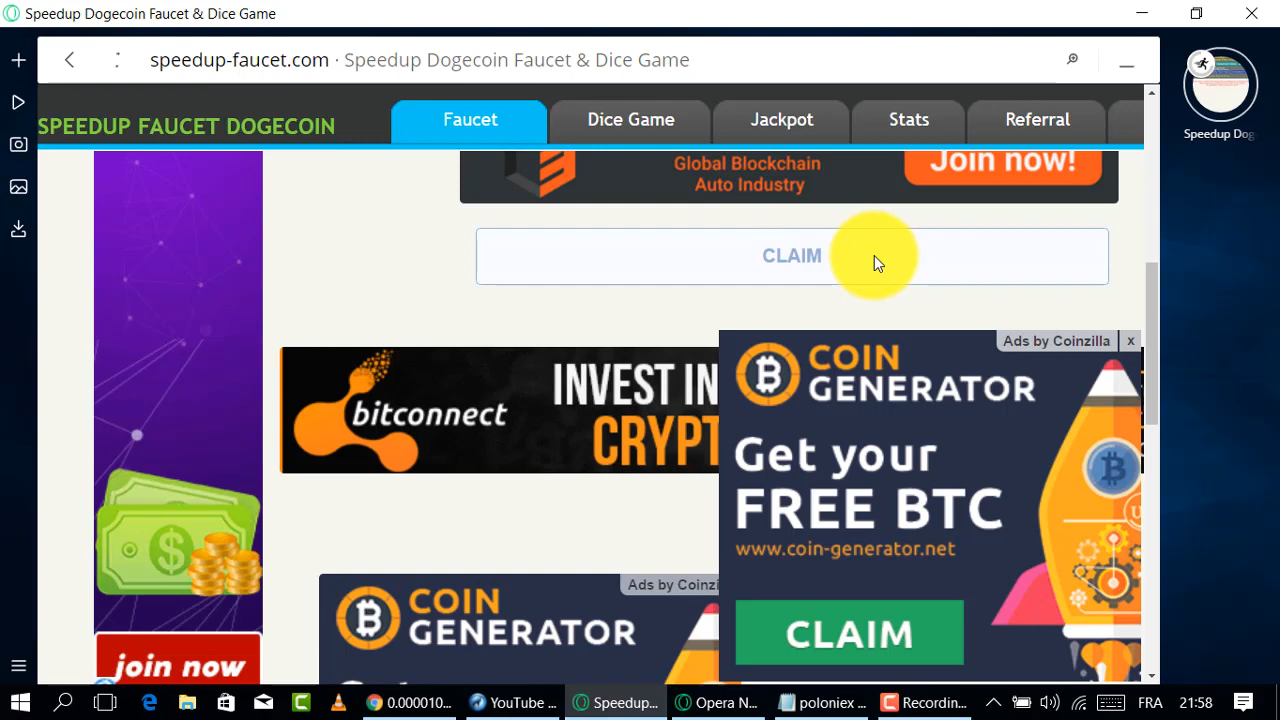 Speedup Dogecoin Faucet & Dice Game
speedup-faucet.com · Speedup Dogecoin Faucet & Dice Game
Speedup Dog
SPEEDUP FAUCET DOGECOIN
Faucet
Dice Game
Jackpot
Stats
Referral
Global Blockchain
Auto Industry
Join now!
CLAIM
bitconnect
INVEST IN
CRYPT
Ads by Coinzilla
x
COIN
GENERATOR
Get your
FREE BTC
www.coin-generator.net
CLAIM
$
join now
Ads by Coinzi
COIN
GENERATOR
0.0000010...
YouTube ...
Speedup...
Opera N...
poloniex ...
Recording...
FRA
21:58